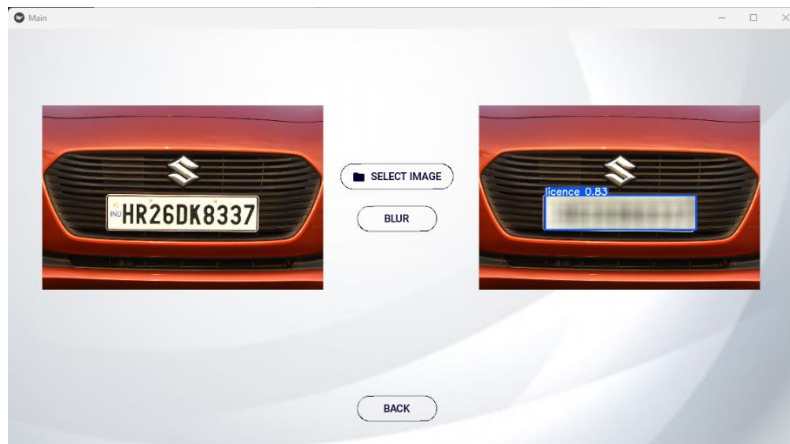 Main
SELECT IMAGE
licence 0.83
IND HR26DK8337
BLUR
BACK